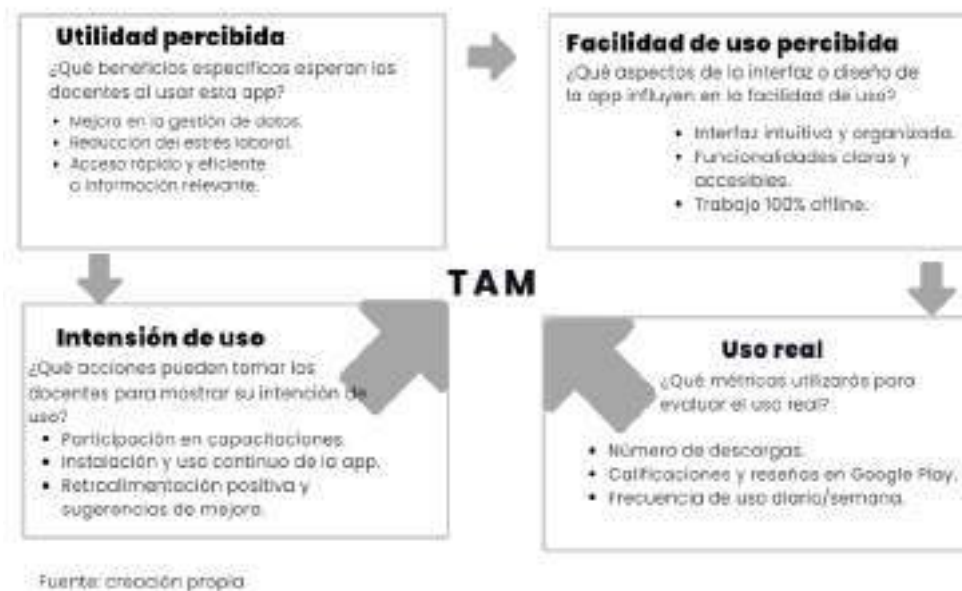 Utilidad percibida
¿Qué beneficios específicos esperan los
docentes al usar esta app?
• Mejora en la gestión de datos.
• Reducción del estrés laboral.
• Acceso rápido y eficiente
a información relevante.
Facilidad de uso percibida
¿Qué aspectos de la interfaz o diseño de
la app influyen en la facilidad de uso?
• Interfaz intuitiva y organizada.
• Funcionalidades claras y
accesibles.
• Trabajo 100% offline.
TAM
Intensión de uso
¿Qué acciones pueden tomar los
docentes para mostrar su intención de
uso?
• Participación en capacitaciones.
• Instalación y uso continuo de la app.
• Retroalimentación positiva y
sugerencias de mejora.
Uso real
¿Qué métricas utilizarás para
evaluar el uso real?
• Número de descargas.
• Calificaciones y reseñas en Google Play.
• Frecuencia de uso diario/semana.
Fuente: creación propia